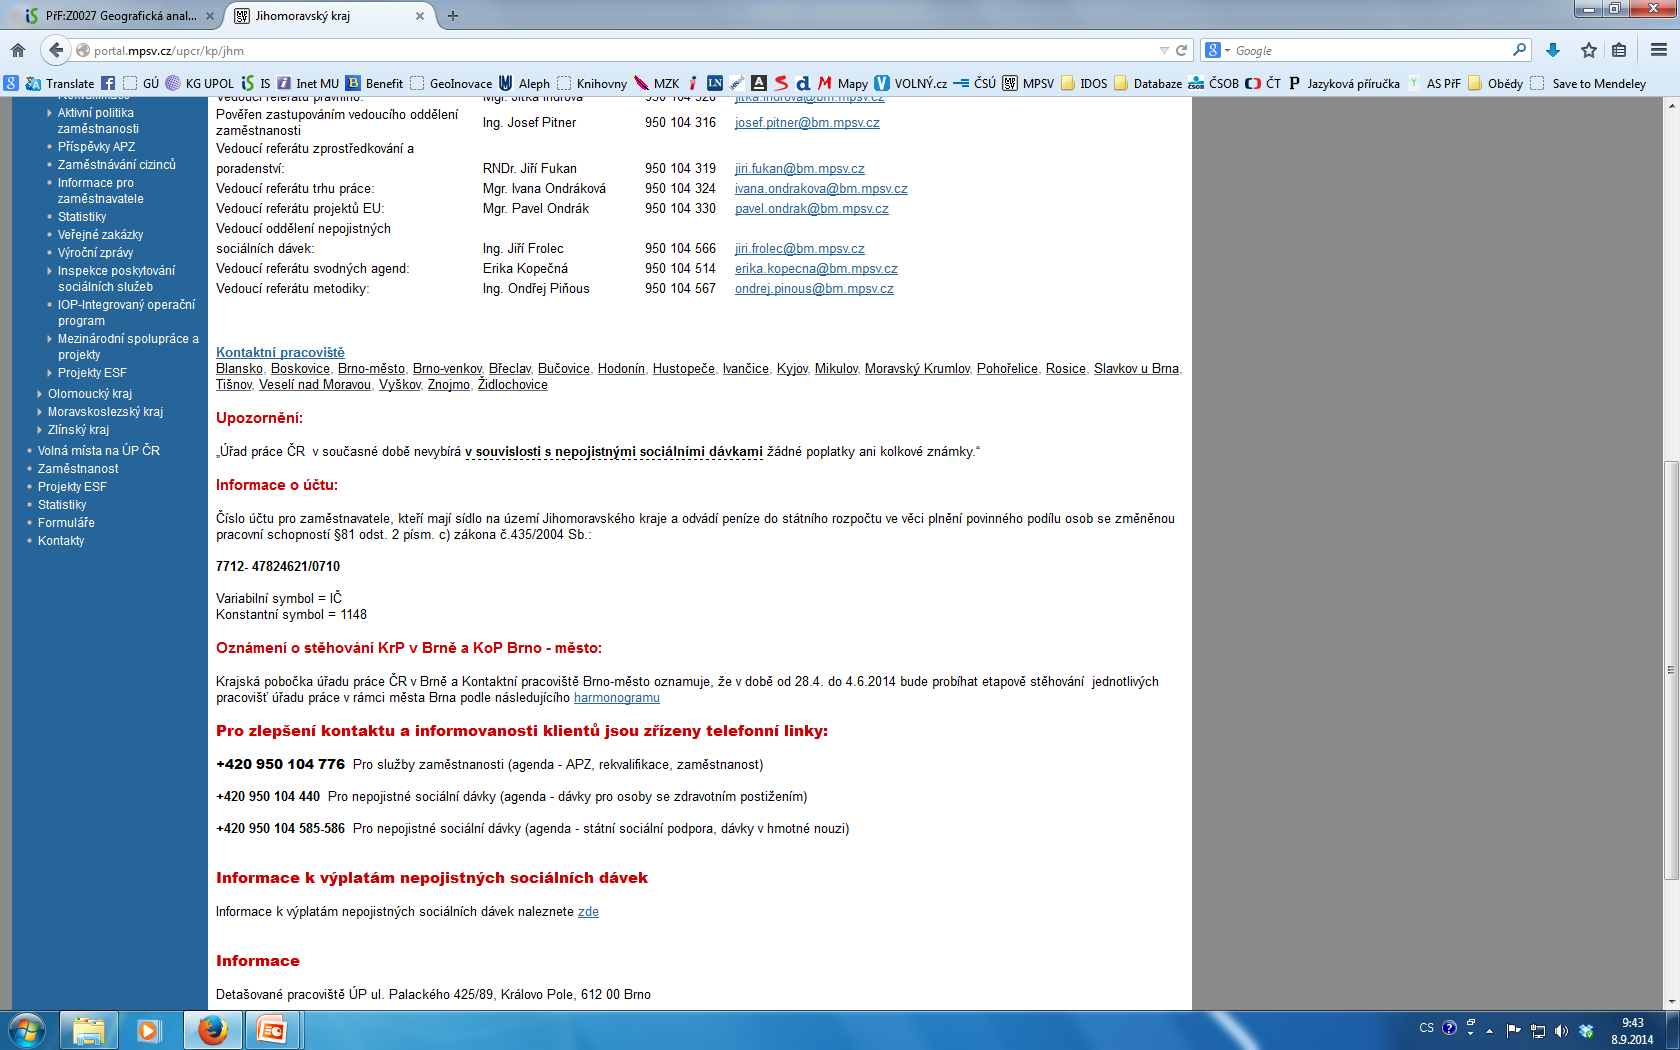 PřF:Z0027 Geografická anal...
Jihomoravský kraj
portal.mpsv.cz/upcr/kp/jhm
Google
Translate GÚ KG UPOL IS Inet MU Benefit GeoInovace Aleph Knihovny MZK LN Mapy VOLNÝ.cz ČSÚ MPSV IDOS Databaze ČSOB ČT Jazyková příručka AS PřF Obědy Save to Mendeley
Aktivní politika
zaměstnanosti
Příspěvky APZ
Zaměstnávání cizinců
Informace pro
zaměstnavatele
Statistiky
Veřejné zakázky
Výroční zprávy
Inspekce poskytování
sociálních služeb
IOP-Integrovaný operační
program
Mezinárodní spolupráce a
projekty
Projekty ESF
Olomoucký kraj
Moravskoslezský kraj
Zlínský kraj
Volná místa na ÚP ČR
Zaměstnanost
Projekty ESF
Statistiky
Formuláře
Kontakty
Vedoucí referátu právního: Mgr. Jitka Indrová 950 104 326 jitka.indrova@bm.mpsv.cz
Pověřen zastupováním vedoucího oddělení
zaměstnanosti Ing. Josef Pitner 950 104 316 josef.pitner@bm.mpsv.cz
Vedoucí referátu zprostředkování a
poradenství: RNDr. Jiří Fukan 950 104 319 jiri.fukan@bm.mpsv.cz
Vedoucí referátu trhu práce: Mgr. Ivana Ondráková 950 104 324 ivana.ondrakova@bm.mpsv.cz
Vedoucí referátu projektů EU: Mgr. Pavel Ondrák 950 104 330 pavel.ondrak@bm.mpsv.cz
Vedoucí oddělení nepojistných
sociálních dávek: Ing. Jiří Frolec 950 104 566 jiri.frolec@bm.mpsv.cz
Vedoucí referátu svodných agend: Erika Kopečná 950 104 514 erika.kopecna@bm.mpsv.cz
Vedoucí referátu metodiky: Ing. Ondřej Piňous 950 104 567 ondrej.pinous@bm.mpsv.cz
Kontaktní pracoviště
Blansko, Boskovice, Brno-město, Brno-venkov, Břeclav, Bučovice, Hodonín, Hustopeče, Ivančice, Kyjov, Mikulov, Moravský Krumlov, Pohořelice, Rosice, Slavkov u Brna,
Tišnov, Veselí nad Moravou, Vyškov, Znojmo, Židlochovice
Upozornění:
„Úřad práce ČR v současné době nevybírá v souvislosti s nepojistnými sociálními dávkami žádné poplatky ani kolkové známky.“
Informace o účtu:
Číslo účtu pro zaměstnavatele, kteří mají sídlo na území Jihomoravského kraje a odvádí peníze do státního rozpočtu ve věci plnění povinného podílu osob se změněnou
pracovní schopností §81 odst. 2 písm. c) zákona č.435/2004 Sb.:
7712- 47824621/0710
Variabilní symbol = IČ
Konstantní symbol = 1148
Oznámení o stěhování KrP v Brně a KoP Brno - město:
Krajská pobočka úřadu práce ČR v Brně a Kontaktní pracoviště Brno-město oznamuje, že v době od 28.4. do 4.6.2014 bude probíhat etapově stěhování jednotlivých
pracovišť úřadu práce v rámci města Brna podle následujícího harmonogramu
Pro zlepšení kontaktu a informovanosti klientů jsou zřízeny telefonní linky:
+420 950 104 776 Pro služby zaměstnanosti (agenda - APZ, rekvalifikace, zaměstnanost)
+420 950 104 440 Pro nepojistné sociální dávky (agenda - dávky pro osoby se zdravotním postižením)
+420 950 104 585-586 Pro nepojistné sociální dávky (agenda - státní sociální podpora, dávky v hmotné nouzi)
Informace k výplatám nepojistných sociálních dávek
Informace k výplatám nepojistných sociálních dávek naleznete zde
Informace
Detašované pracoviště ÚP ul. Palackého 425/89, Královo Pole, 612 00 Brno
CS
9:43
8.9.2014